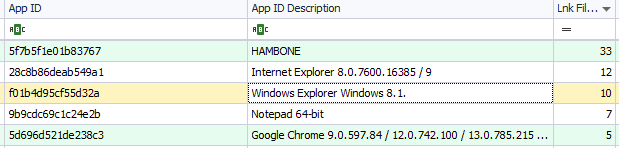 App ID App ID Description Lnk Fil...
ABC ABC =
5f7b5f1e01b83767 HAMBONE 33
28c8b86deab549a1 Internet Explorer 8.0.7600.16385 / 9 12
f01b4d95cf55d32a Windows Explorer Windows 8.1. 10
9b9cdc69c1c24e2b Notepad 64-bit 7
5d696d521de238c3 Google Chrome 9.0.597.84 / 12.0.742.100 / 13.0.785.215 ... 5